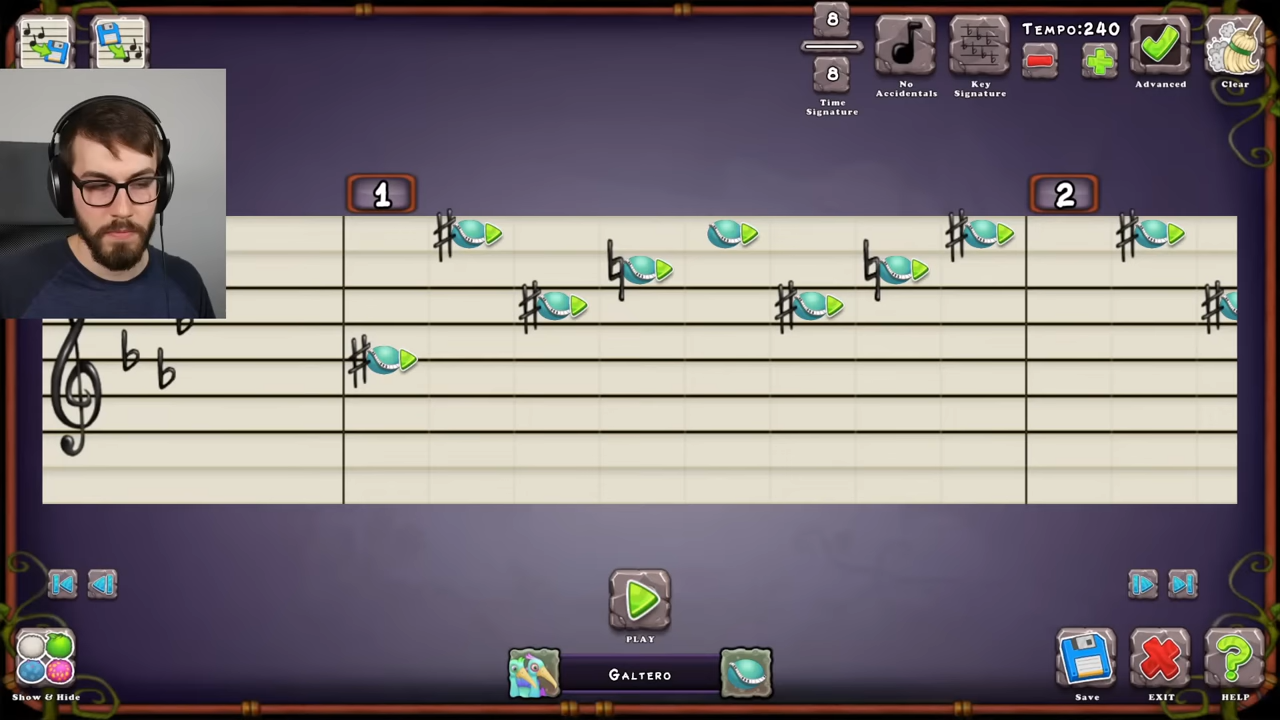 8
8
Time
Signature
No
Accidentals
Key
Signature
Tempo:240
Advanced
Clear
1
2
PLAY
Galtero
Show & Hide
Save
EXIT
HELP